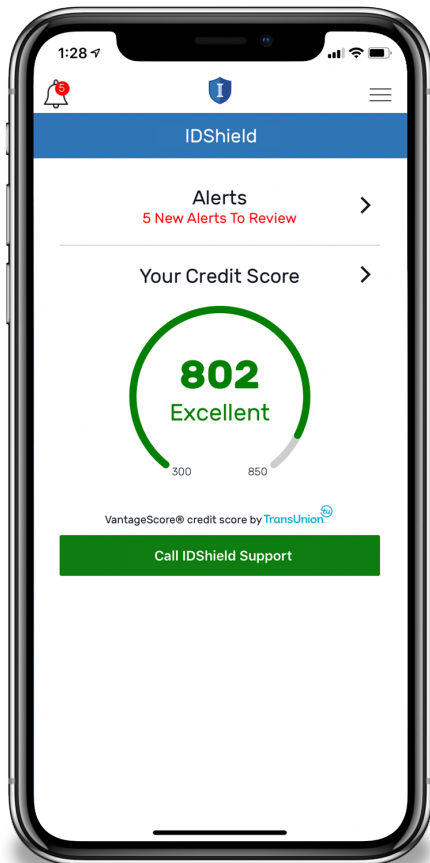 1:28
5
I
IDShield
Alerts
5 New Alerts To Review
Your Credit Score
802
Excellent
300 850
VantageScore® credit score by TransUnion tu
Call IDShield Support